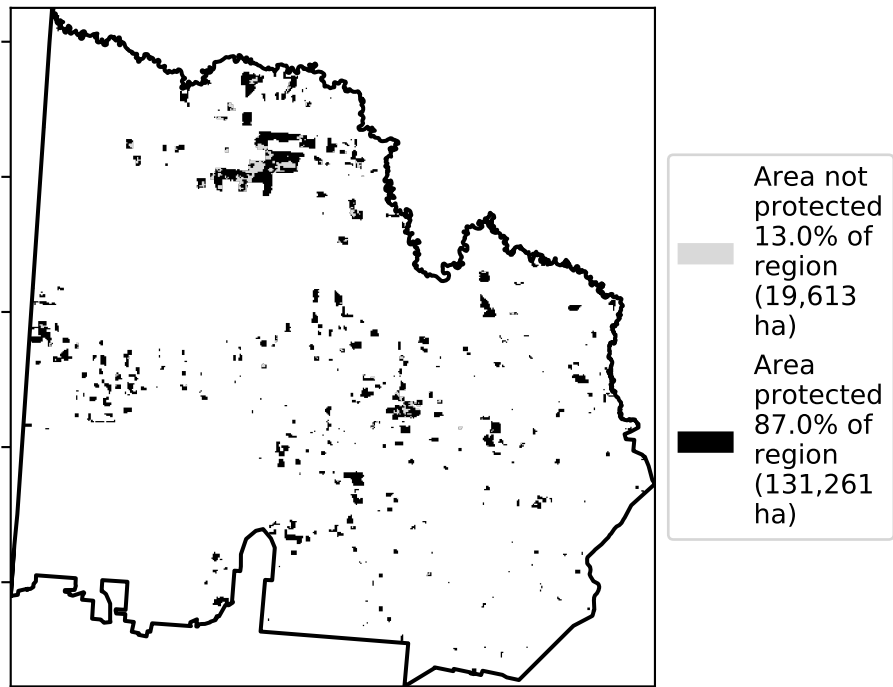 Area not
protected
13.0% of
region
(19,613
ha)
Area
protected
87.0% of
region
(131,261
ha)